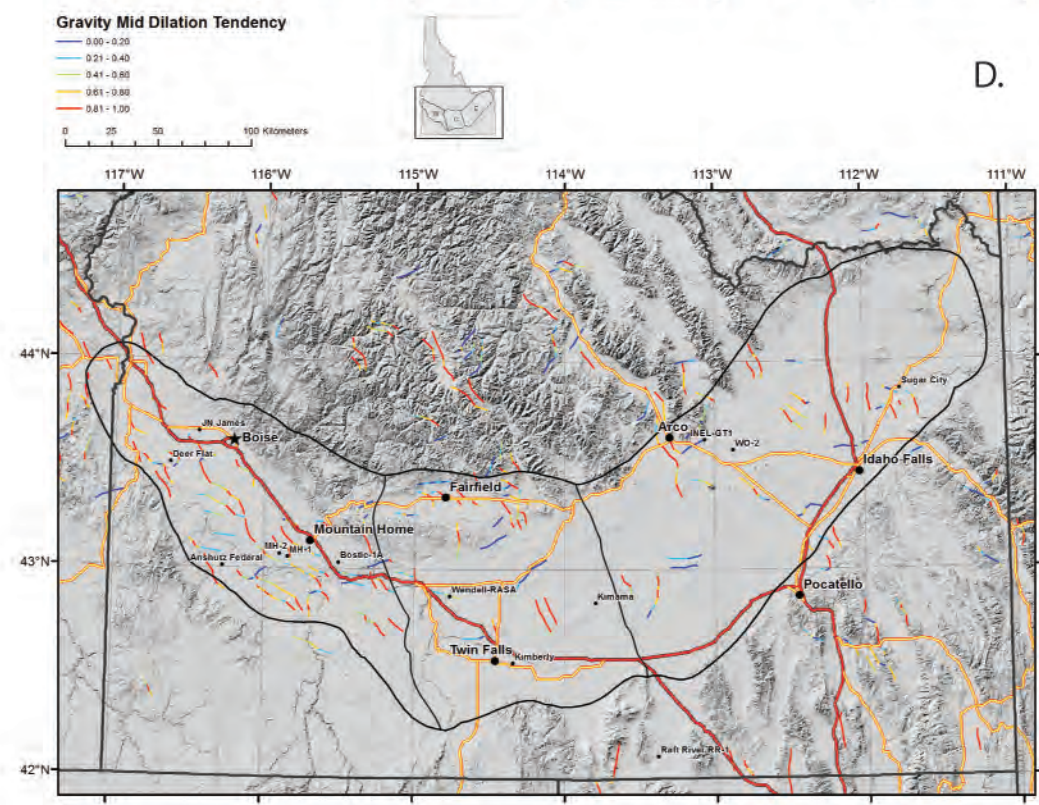 Gravity Mid Dilation Tendency
0.00 - 0.20
0.21 - 0.40
0.41 - 0.60
0.61 - 0.80
0.81 - 1.00
0 25 50 100 Kilometers
D.
117°W 116°W 115°W 114°W 113°W 112°W 111°W
44°N
Sugar City
JN James
Boise
Arco
INEL-GT1
WO-2
Deer Flat
Idaho Falls
Fairfield
Mountain Home
43°N
MH-2
MH-1
Anshutz Federal
Bostic-1A
Pocatello
Wendell-RASA
Kimama
Twin Falls
Kimberly
Raft River RR-1
42°N